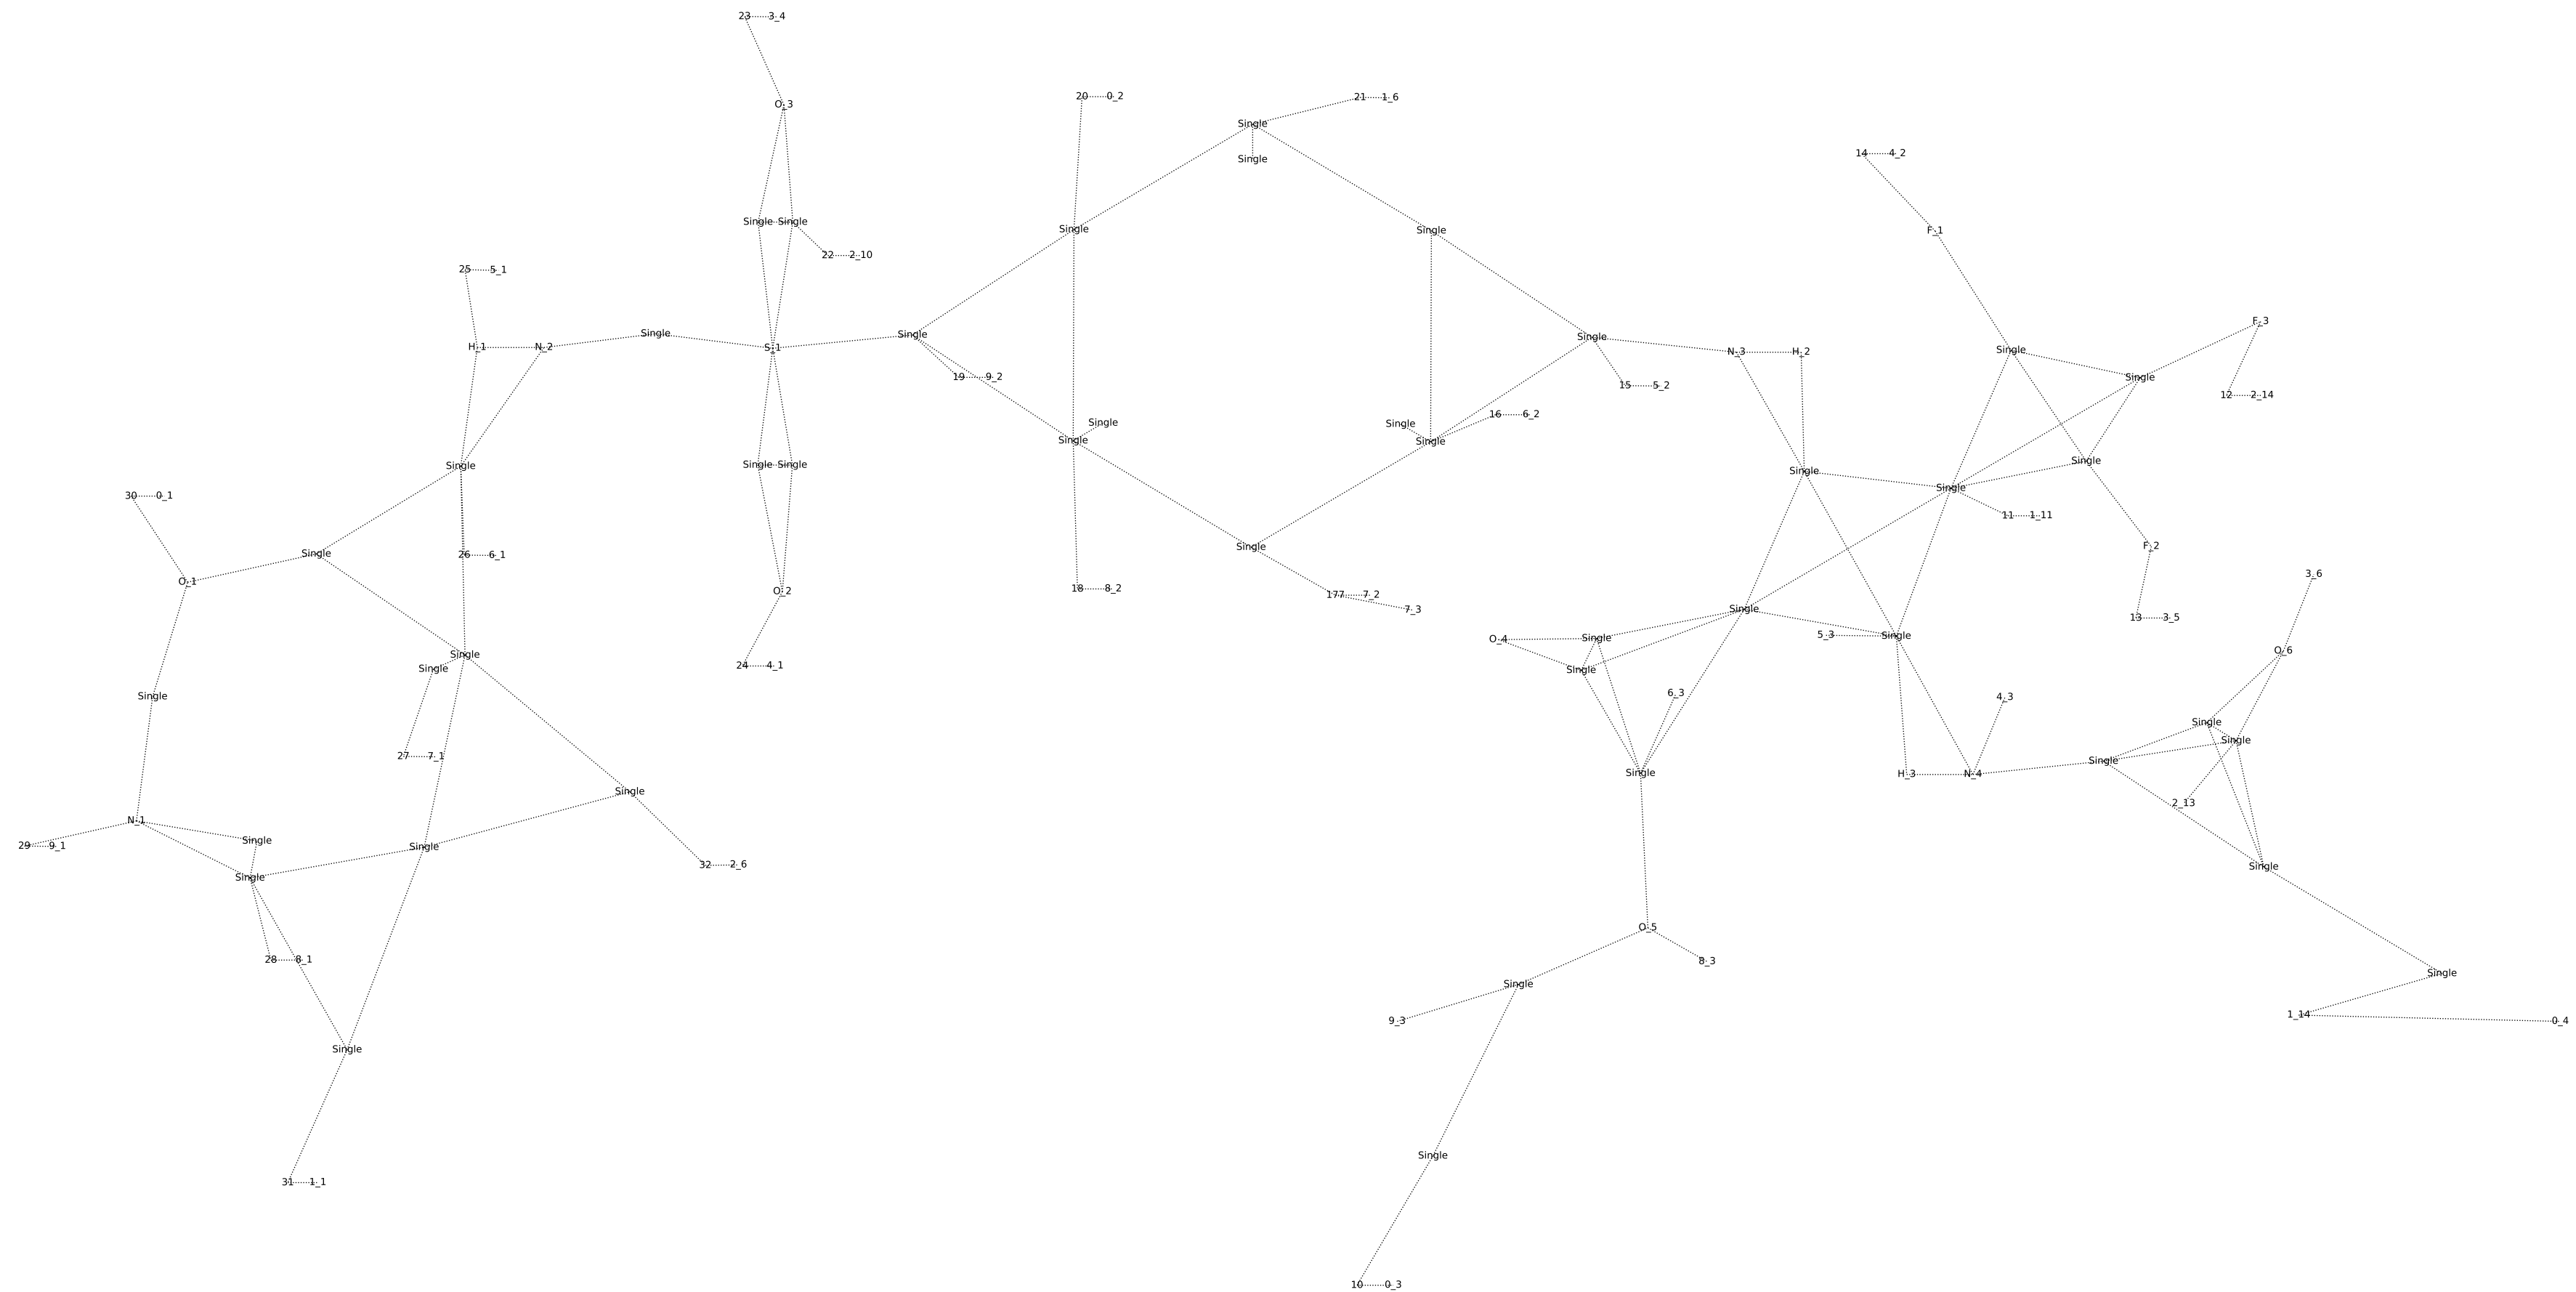 23 3_4
O_3
20 0_2
21 1_6
Single
Single
14 4_2
Single Single
Single
Single
F_1
22 2_10
25 5_1
F_3
Single
Single
Single
H_1 N_2
S_1
N_3 H_2
Single
Single
19 9_2
15 5_2
12 2_14
16 6_2
Single
Single
Single
Single
Single
Single
Single Single
Single
Single
30 0_1
11 1_11
Single
26 6_1
Single
F_2
3_6
O_1
18 8_2
O_2
177 7_2
7_3
Single
13 3_5
O_4
Single
5_3
Single
Single
Single
24 4_1
Single
O_6
Single
6_3
4_3
Single
Single
27 7_1
Single
Single
H_3 N_4
Single
2_13
N_1
Single
29 9_1
Single
32 2_6
Single
Single
O_5
28 8_1
8_3
Single
Single
9_3
1_14
0_4
Single
Single
31 1_1
10 0_3